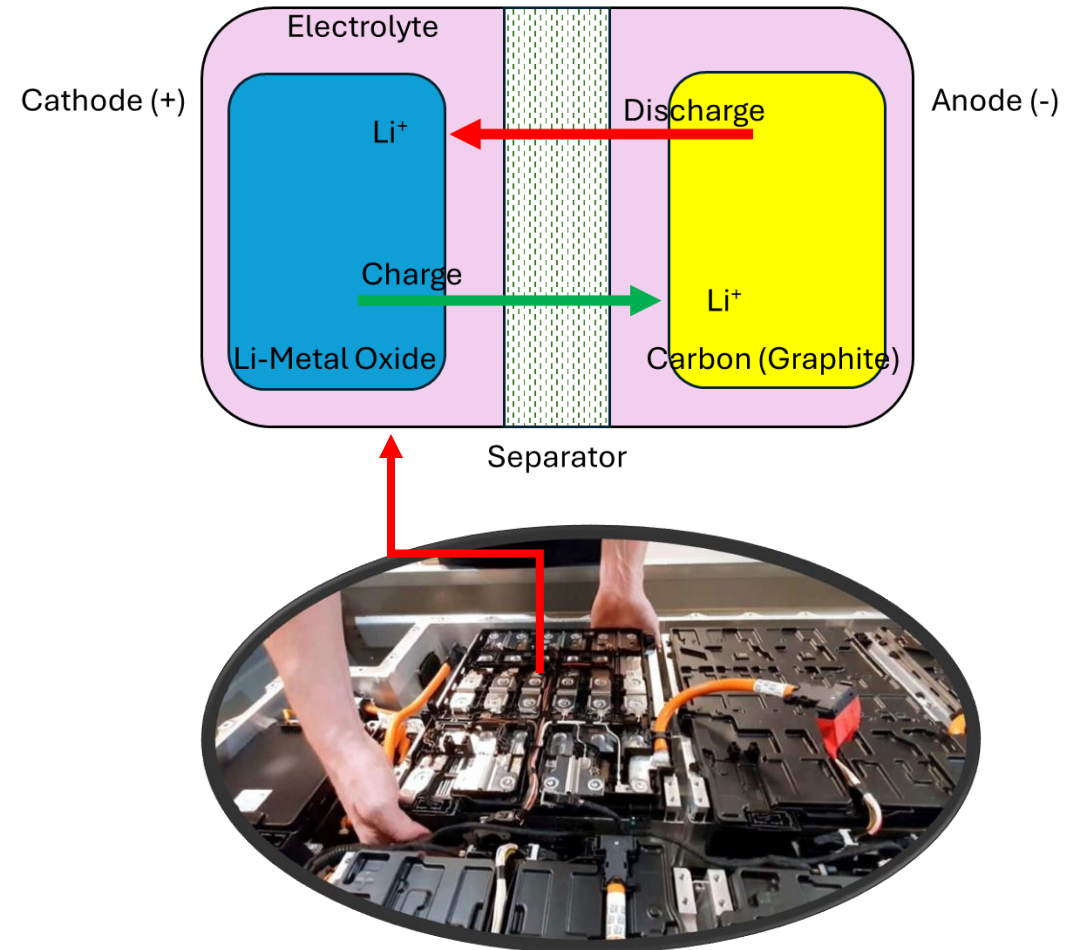 Electrolyte
Cathode (+)
Anode (-)
Li⁺
Discharge
Charge
Li⁺
Li-Metal Oxide
Carbon (Graphite)
Separator